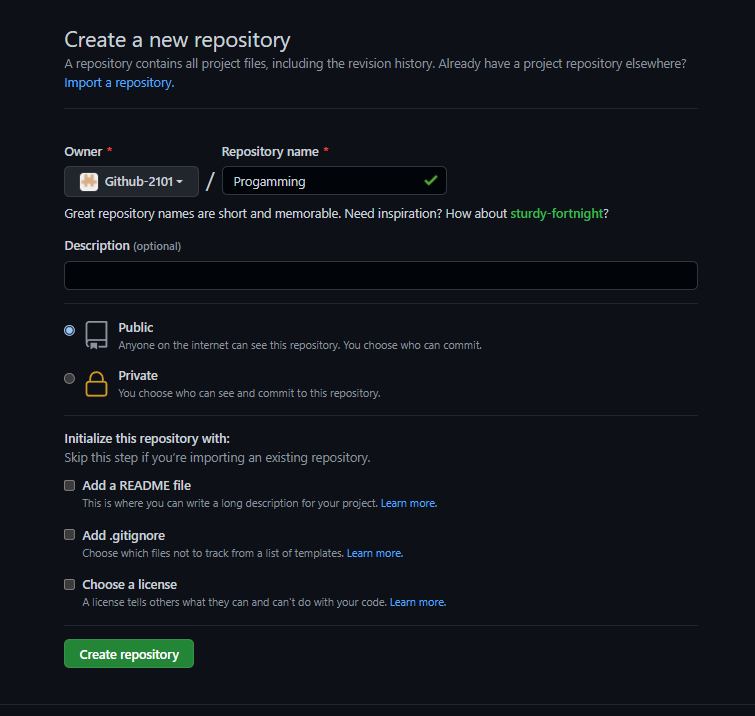 Create a new repository
A repository contains all project files, including the revision history. Already have a project repository elsewhere?
Import a repository.
Owner * Repository name *
Github-2101 / Progamming
Great repository names are short and memorable. Need inspiration? How about sturdy-fortnight?
Description (optional)
Public
Anyone on the internet can see this repository. You choose who can commit.
Private
You choose who can see and commit to this repository.
Initialize this repository with:
Skip this step if you're importing an existing repository.
Add a README file
This is where you can write a long description for your project. Learn more.
Add .gitignore
Choose which files not to track from a list of templates. Learn more.
Choose a license
A license tells others what they can and can't do with your code. Learn more.
Create repository